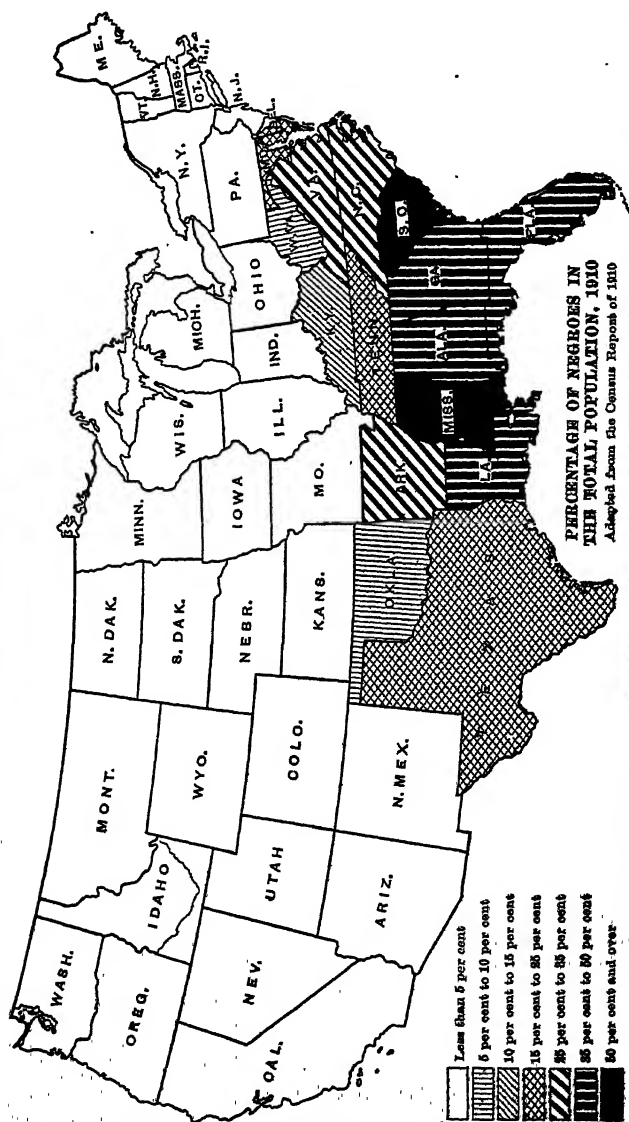 PERCENTAGE OF NEGROES IN
THE TOTAL POPULATION, 1910
Adapted from the Census Report of 1910
WASH.
OREG.
CAL.
IDAHO
NEV.
MONT.
WYO.
UTAH
ARIZ.
COLO.
N.MEX.
N.DAK.
S.DAK.
NEBR.
KANS.
OKLA.
TEXAS
MINN.
IOWA
MO.
ARK.
LA.
WIS.
ILL.
MICH.
IND.
OHIO
KY.
TENN.
MISS.
ALA.
GA.
FLA.
S.C.
N.C.
VA.
W.VA.
PA.
N.Y.
N.J.
VT.
N.H.
MASS.
CT.
R.I.
ME.
Less than 5 per cent
5 per cent to 10 per cent
10 per cent to 15 per cent
15 per cent to 25 per cent
25 per cent to 35 per cent
35 per cent to 50 per cent
50 per cent and over